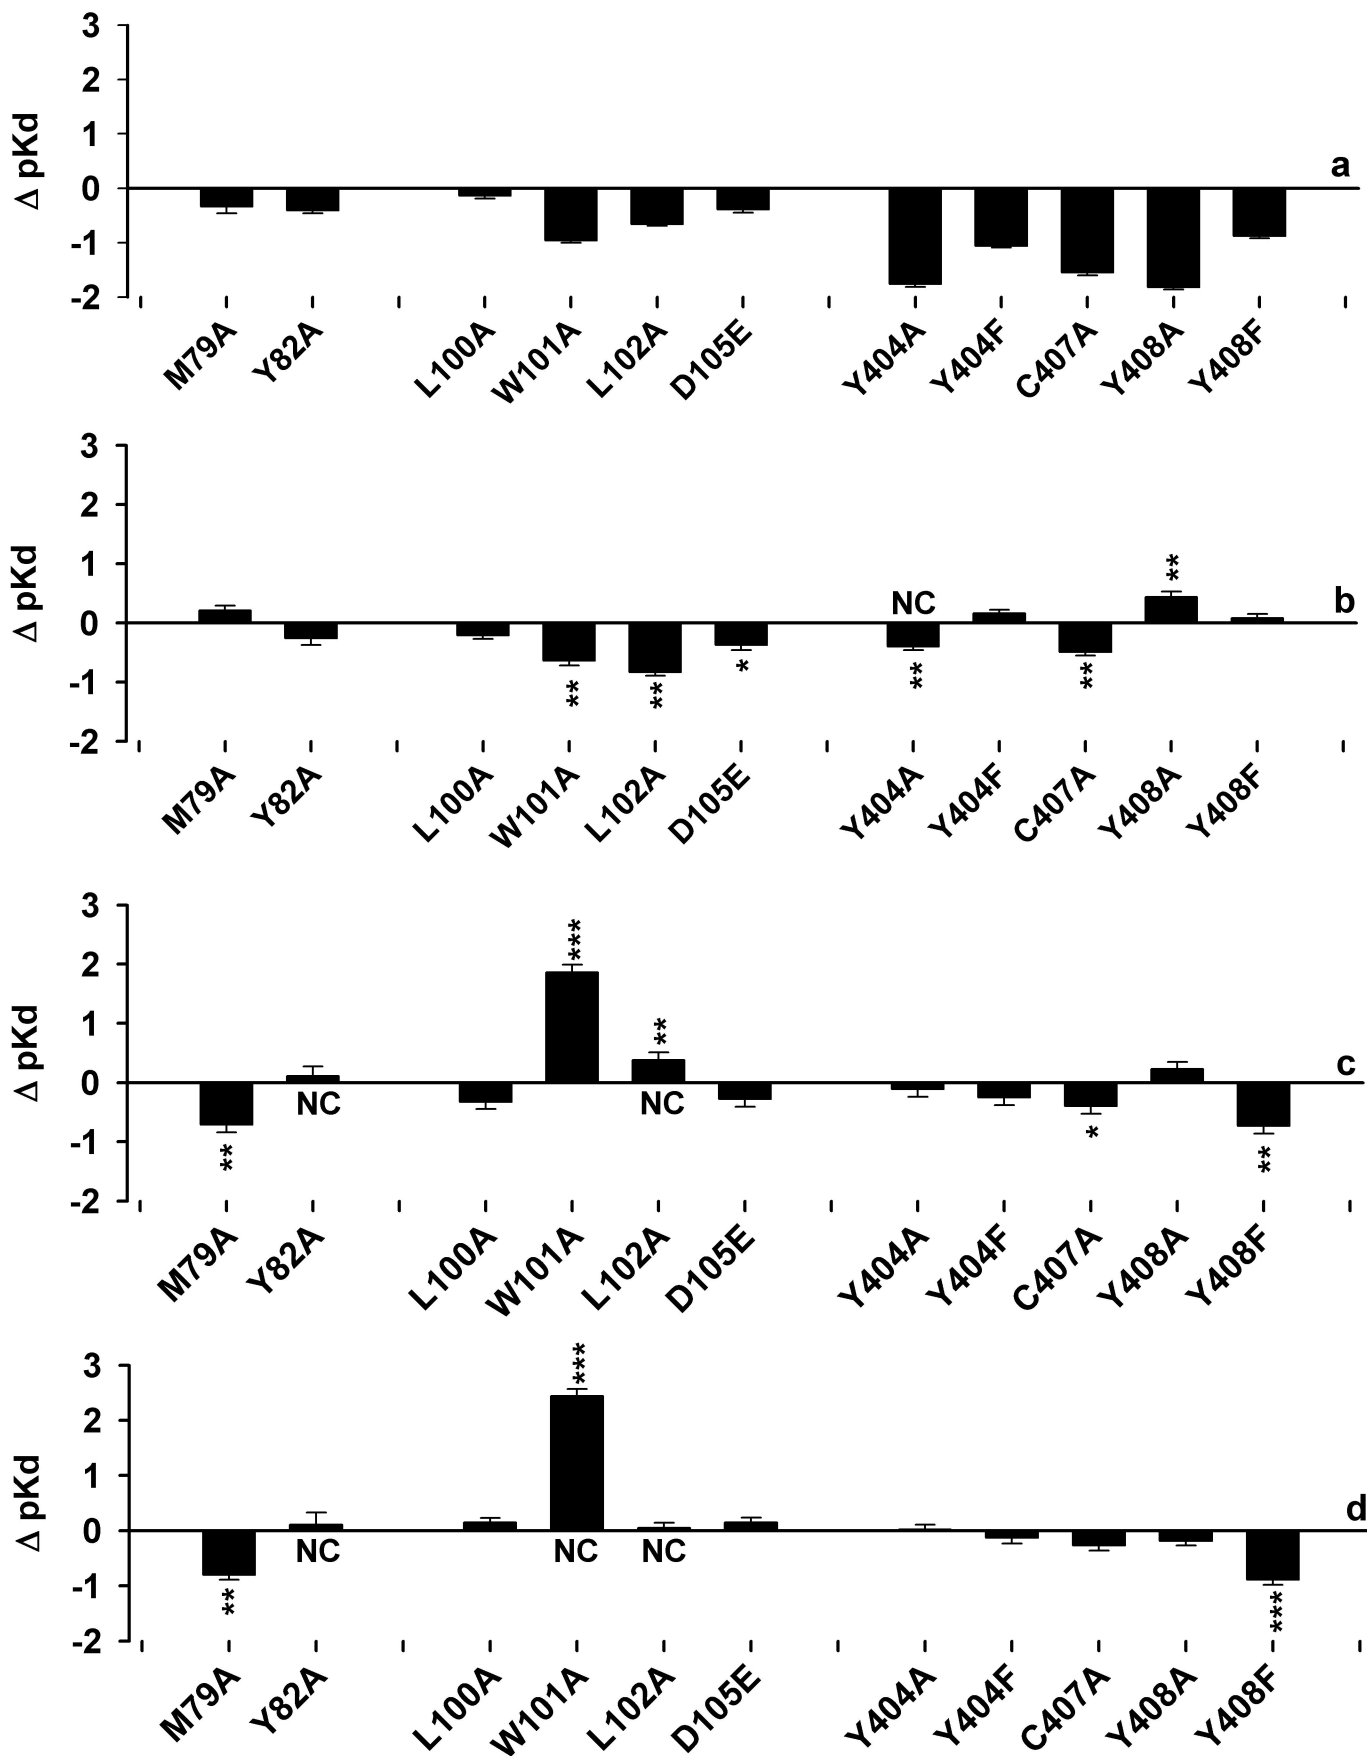 3
2
1
0
-1
-2
Δ pKd
a
M79A Y82A L100A W101A L102A D105E Y404A Y404F C407A Y408A Y408F
3
2
1
0
-1
-2
Δ pKd
** 
NC
b
** ** * ** **
M79A Y82A L100A W101A L102A D105E Y404A Y404F C407A Y408A Y408F
3
2
1
0
-1
-2
Δ pKd
*** **
c
NC NC
** * **
M79A Y82A L100A W101A L102A D105E Y404A Y404F C407A Y408A Y408F
3
2
1
0
-1
-2
Δ pKd
***
d
NC NC NC
** ***
M79A Y82A L100A W101A L102A D105E Y404A Y404F C407A Y408A Y408F